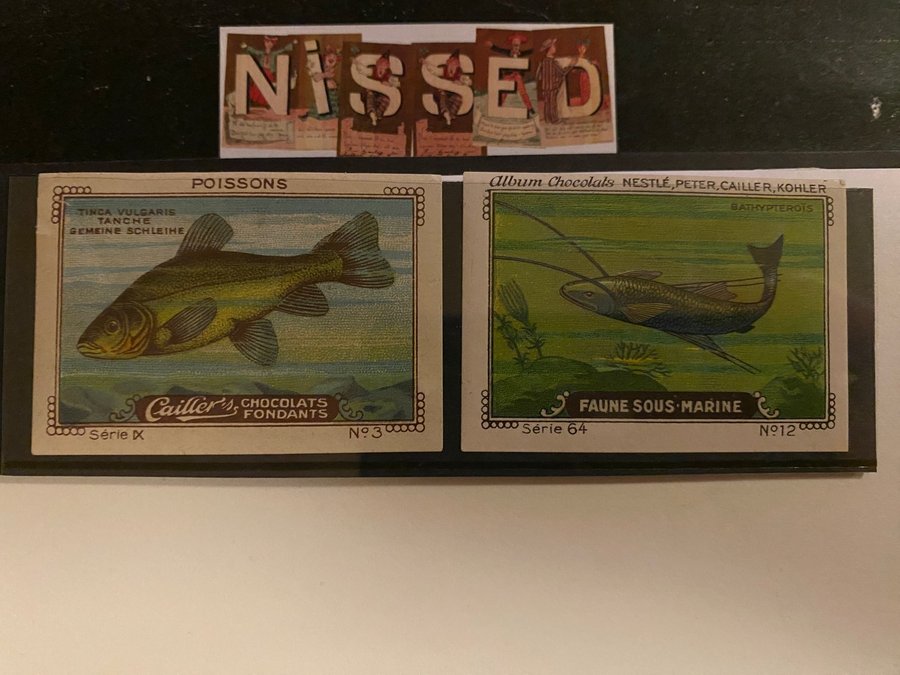 NiSSED
POISSONS
TINCA VULGARIS
TANCHE
GEMEINE SCHLEIHE
Cailler's CHOCOLATS
FONDANTS
Série IX Nº3
Album Chocolats NESTLÉ, PETER, CAILLER, KOHLER
BATHYPTEROÏS
FAUNE SOUS-MARINE
Série 64 Nº12